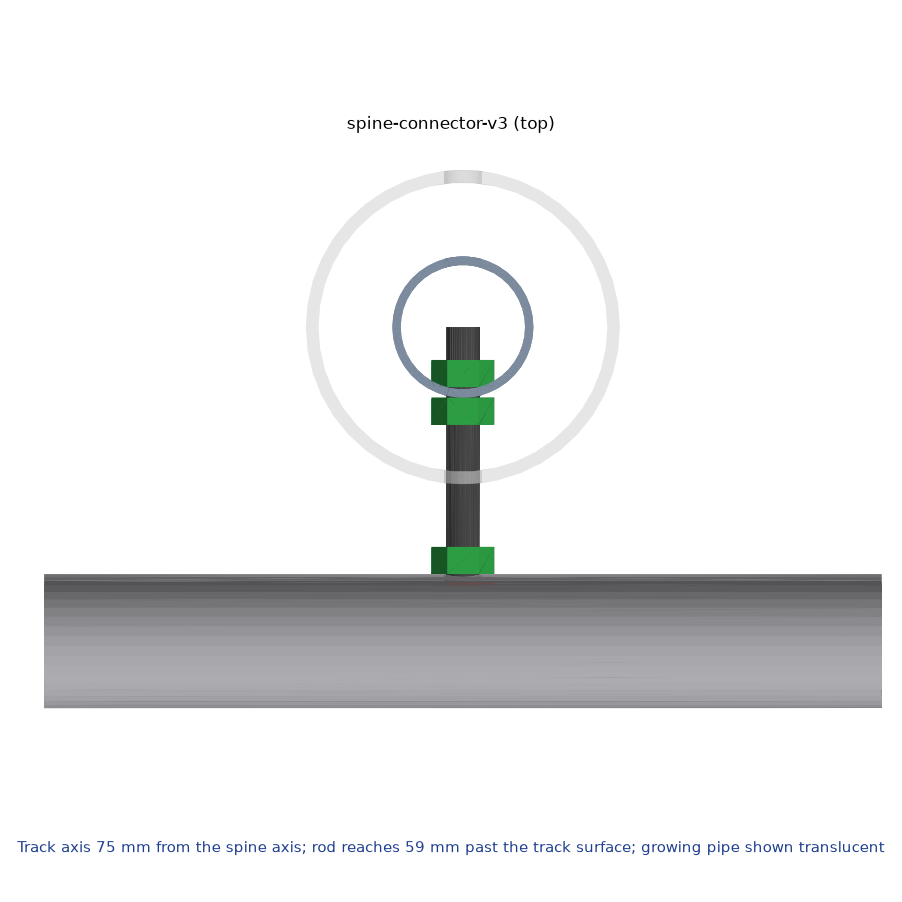 spine-connector-v3 (top)
Track axis 75 mm from the spine axis; rod reaches 59 mm past the track surface; growing pipe shown translucent